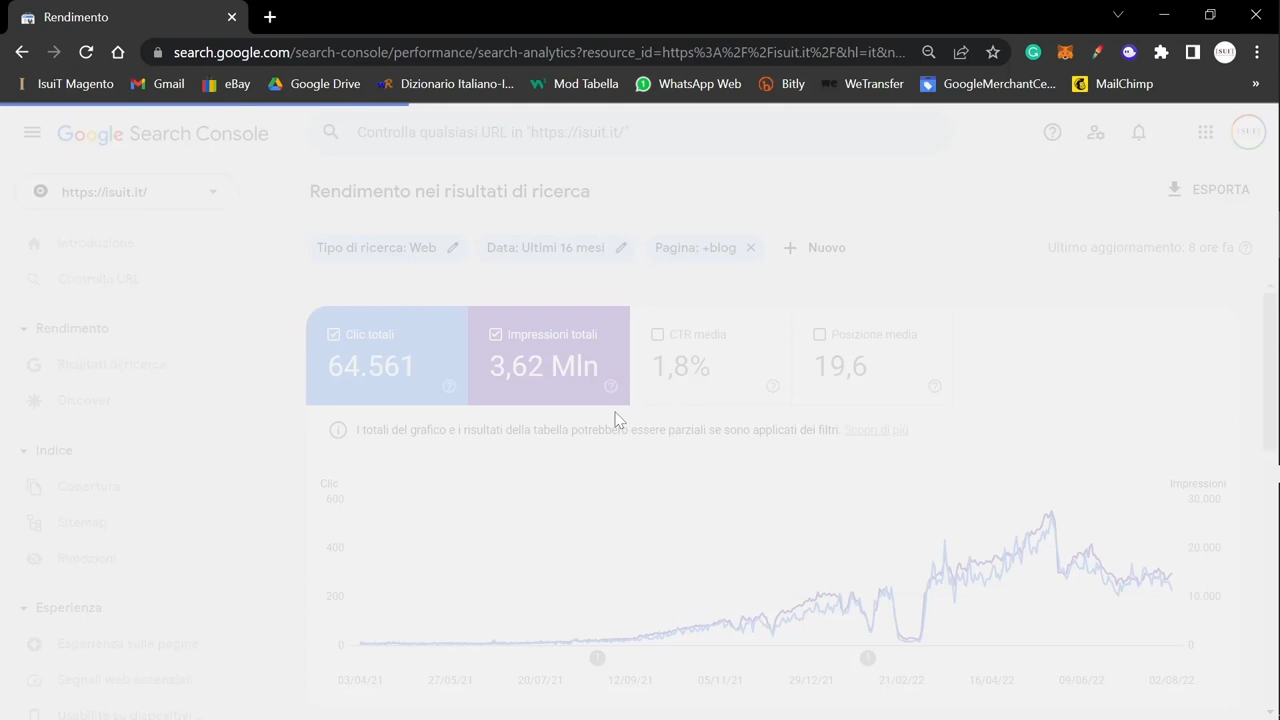 Rendimento
search.google.com/search-console/performance/search-analytics?resource_id=https%3A%2F%2Fisuit.it%2F&hl=it&n...
IsuiT Magento
Gmail
eBay
Google Drive
Dizionario Italiano-I...
Mod Tabella
WhatsApp Web
Bitly
WeTransfer
GoogleMerchantCe...
MailChimp
»
Google Search Console
Controlla qualsiasi URL in "https://isuit.it/"
ISUIT
https://isuit.it/
Rendimento nei risultati di ricerca
ESPORTA
Introduzione
Controllo URL
Tipo di ricerca: Web
Data: Ultimi 16 mesi
Pagina: +blog
Nuovo
Ultimo aggiornamento: 8 ore fa
Rendimento
Risultati di ricerca
Discover
Clic totali
64.561
Impressioni totali
3,62 Mln
CTR media
1,8%
Posizione media
19,6
I totali del grafico e i risultati della tabella potrebbero essere parziali se sono applicati dei filtri. Scopri di più
Indice
Copertura
Sitemap
Rimozioni
Clic
Impressioni
600
400
200
0
30.000
20.000
10.000
0
03/04/21
27/05/21
20/07/21
12/09/21
05/11/21
29/12/21
21/02/22
16/04/22
09/06/22
02/08/22
Esperienza
Esperienza sulle pagine
Segnali web essenziali
Usabilità su dispositivi ...